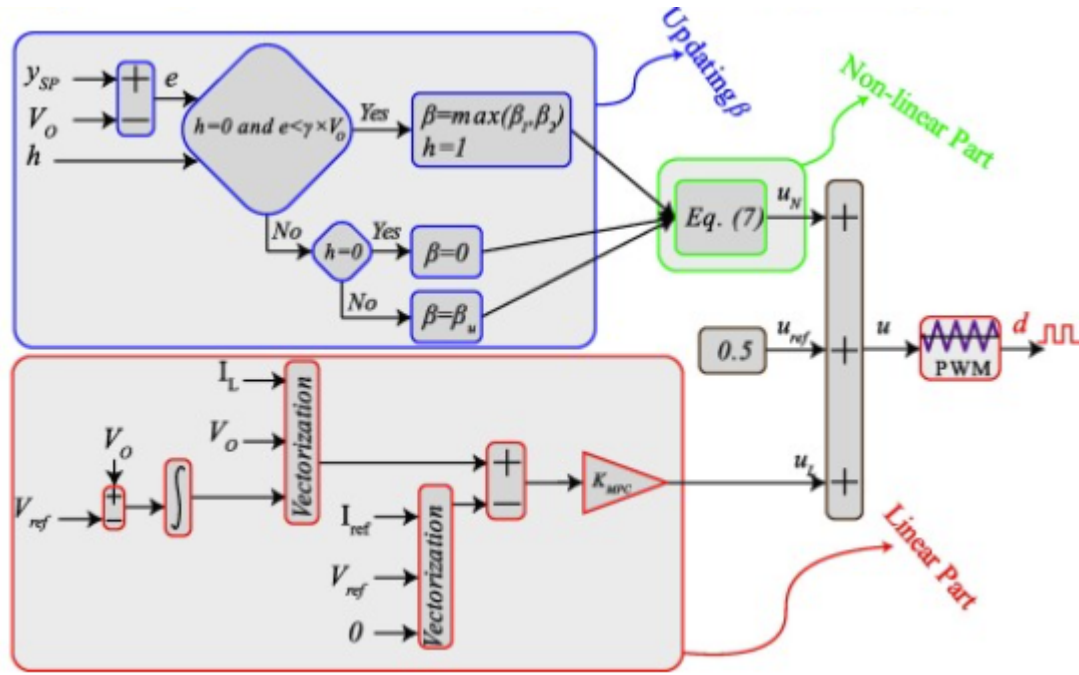 y_SP
+
e
V_O
−
h
h=0 and e<γ×V_o
Yes
β=max(β_1,β_2)
h=1
No
h=0
Yes
β=0
No
β=β_u
Updating β
Non-linear Part
Eq. (7)
u_N
+
0.5
u_ref
+
u
PWM
d
I_L
V_O
Vectorization
V_O
+
−
V_ref
∫
+
−
K_MPC
u_L
+
I_ref
V_ref
0
Vectorization
Linear Part